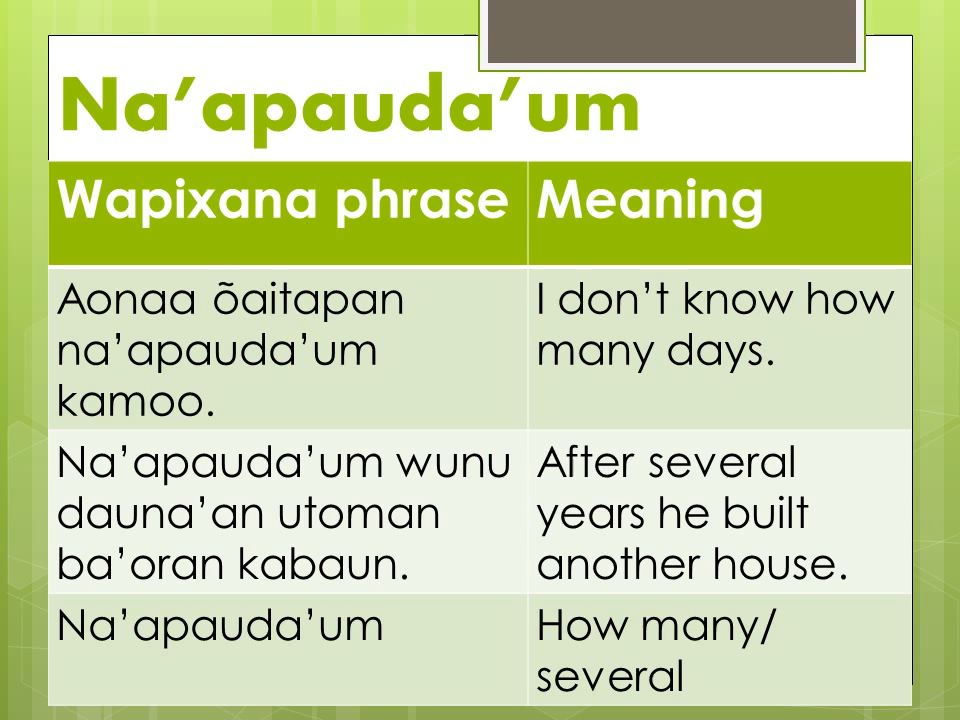 Na’apauda’um
Wapixana phrase
Meaning
Aonaa õaitapan
na’apauda’um
kamoo.
I don’t know how
many days.
Na’apauda’um wunu
dauna’an utoman
ba’oran kabaun.
After several
years he built
another house.
Na’apauda’um
How many/
several